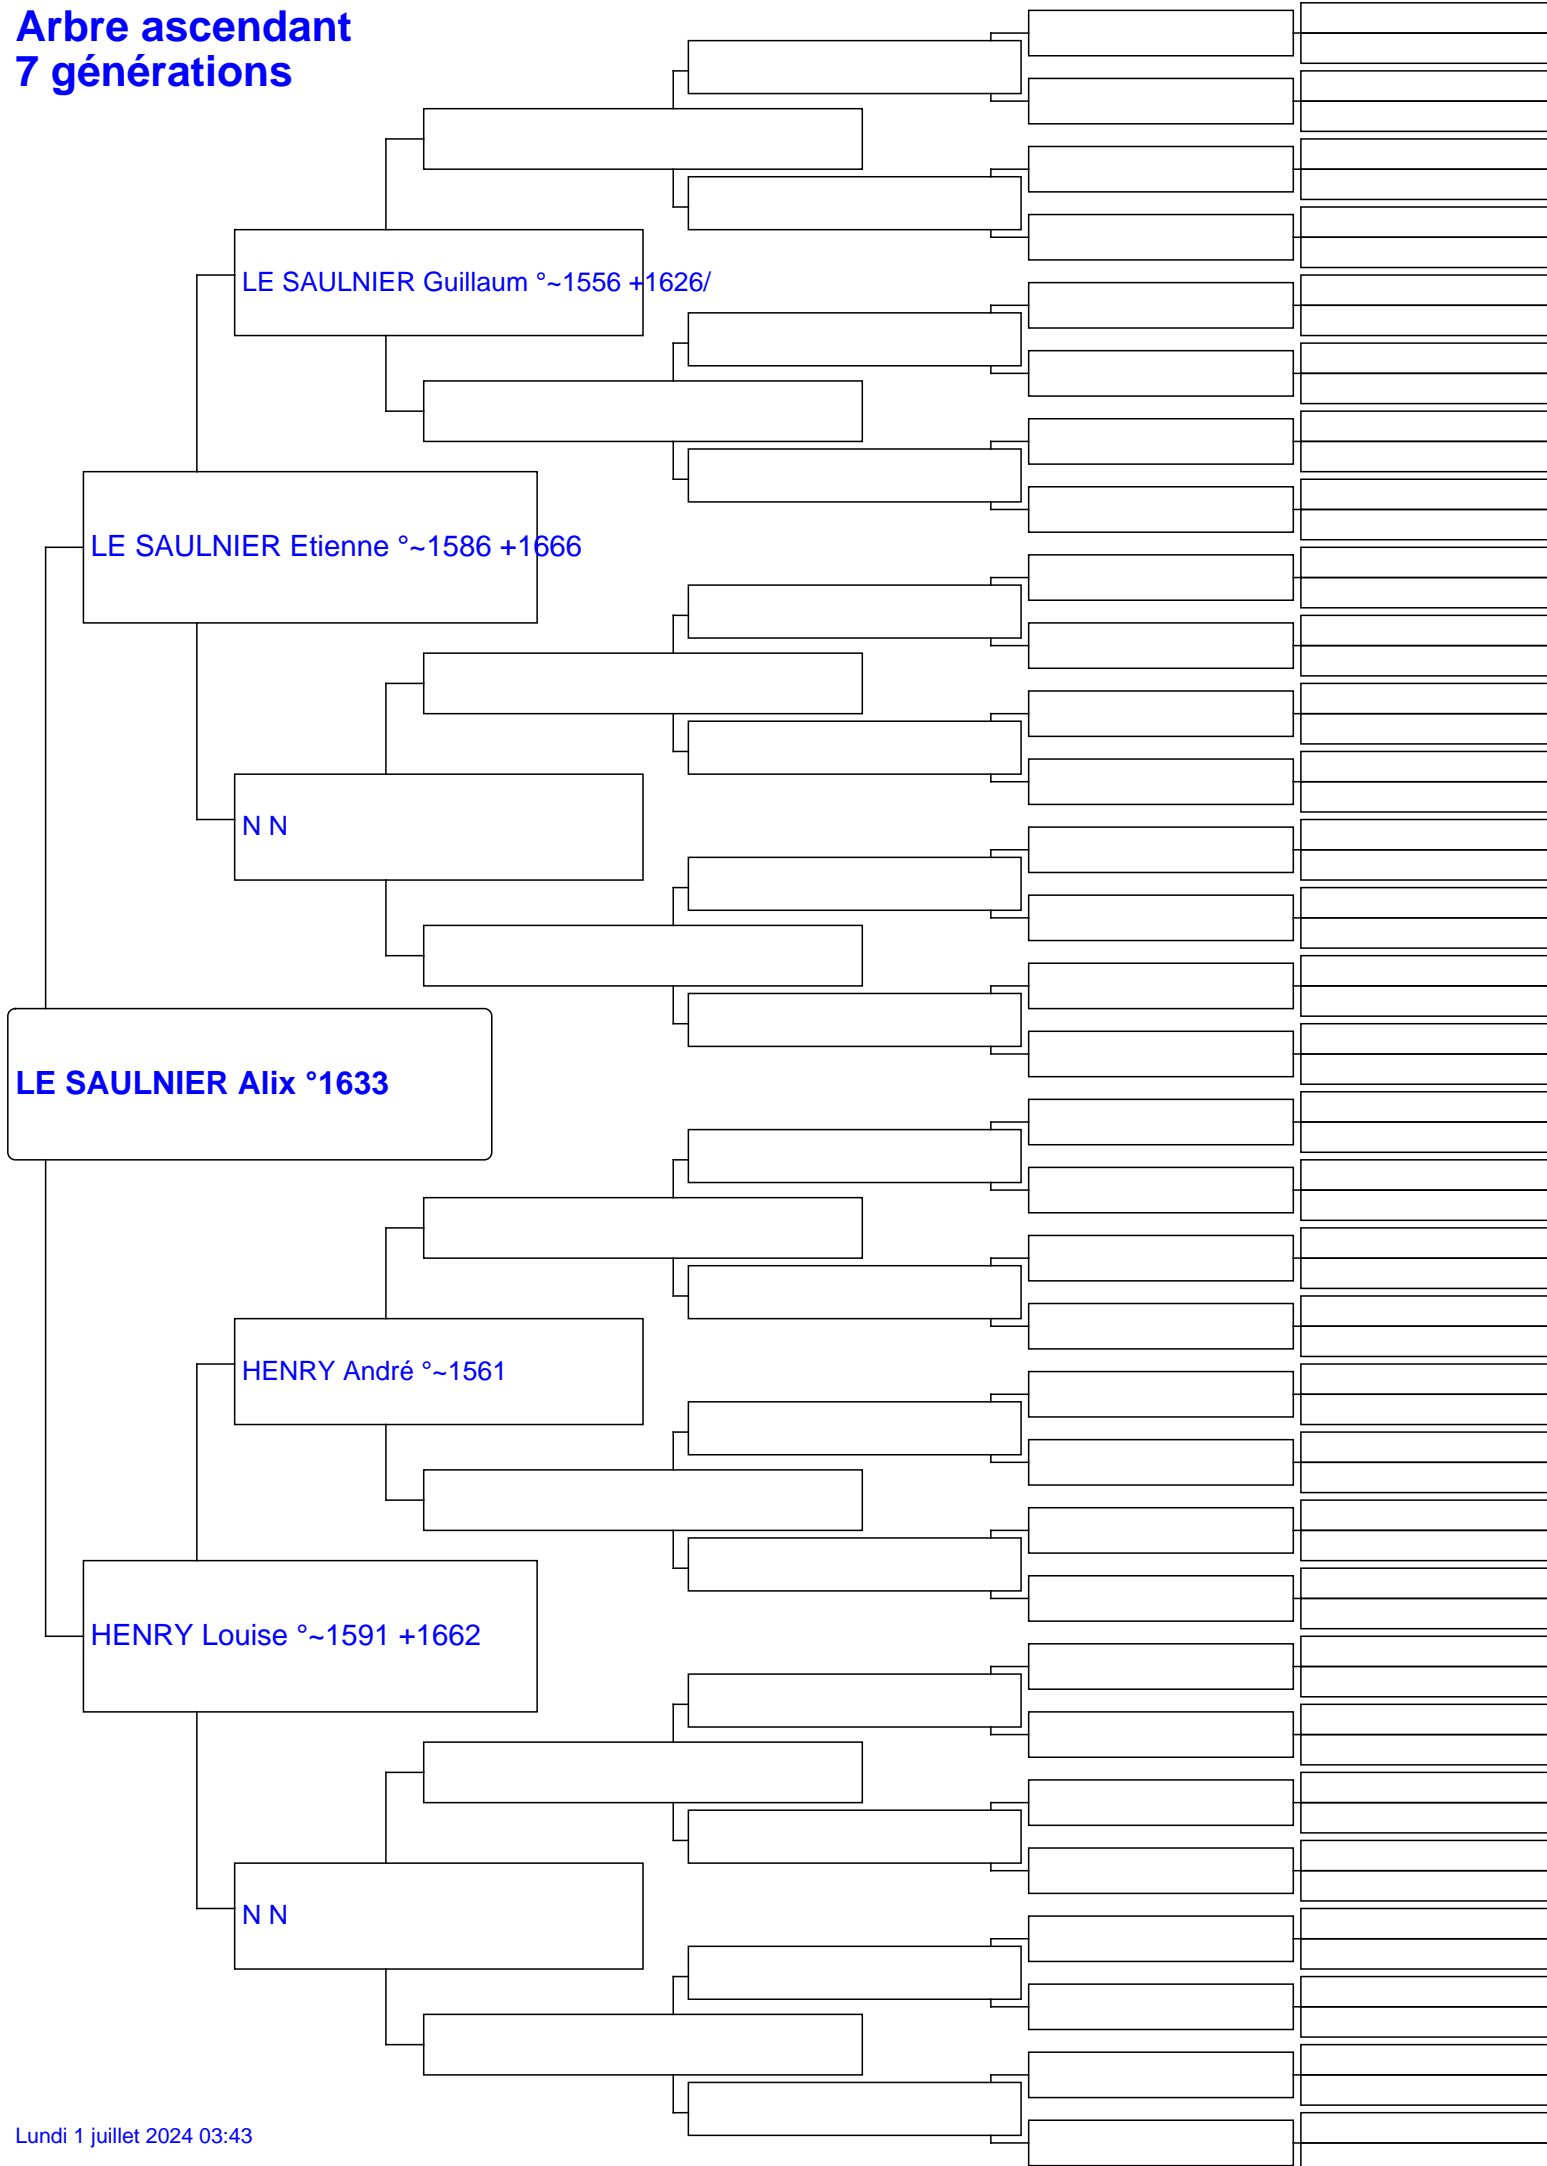 Arbre ascendant
7 générations
LE SAULNIER Guillaum °~1556 +1626/
LE SAULNIER Etienne °~1586 +1666
N N
LE SAULNIER Alix °1633
HENRY André °~1561
HENRY Louise °~1591 +1662
N N
Lundi 1 juillet 2024 03:43